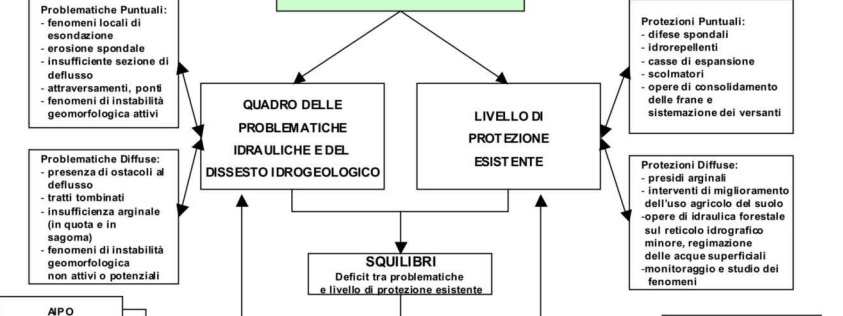 Problematiche Puntuali:
- fenomeni locali di
esondazione
- erosione spondale
- insufficiente sezione di
deflusso
- attraversamenti, ponti
- fenomeni di instabilità
geomorfologica attivi
Problematiche Diffuse:
- presenza di ostacoli al
deflusso
- tratti tombinati
- insufficienza arginale
(in quota e in
sagoma)
- fenomeni di instabilità
geomorfologica
non attivi o potenziali
QUADRO DELLE
PROBLEMATICHE
IDRAULICHE E DEL
DISSESTO IDROGEOLOGICO
LIVELLO DI
PROTEZIONE
ESISTENTE
Protezioni Puntuali:
- difese spondali
- idrorepellenti
- casse di espansione
- scolmatori
- opere di consolidamento
delle frane e
sistemazione dei versanti
Protezioni Diffuse:
- presidi arginali
- interventi di miglioramento
dell'uso agricolo del suolo
-opere di idraulica forestale
sul reticolo idrografico
minore, regimazione
delle acque superficiali
-monitoraggio e studio dei
fenomeni
SQUILIBRI
Deficit tra problematiche
e livello di protezione esistente
AIPO